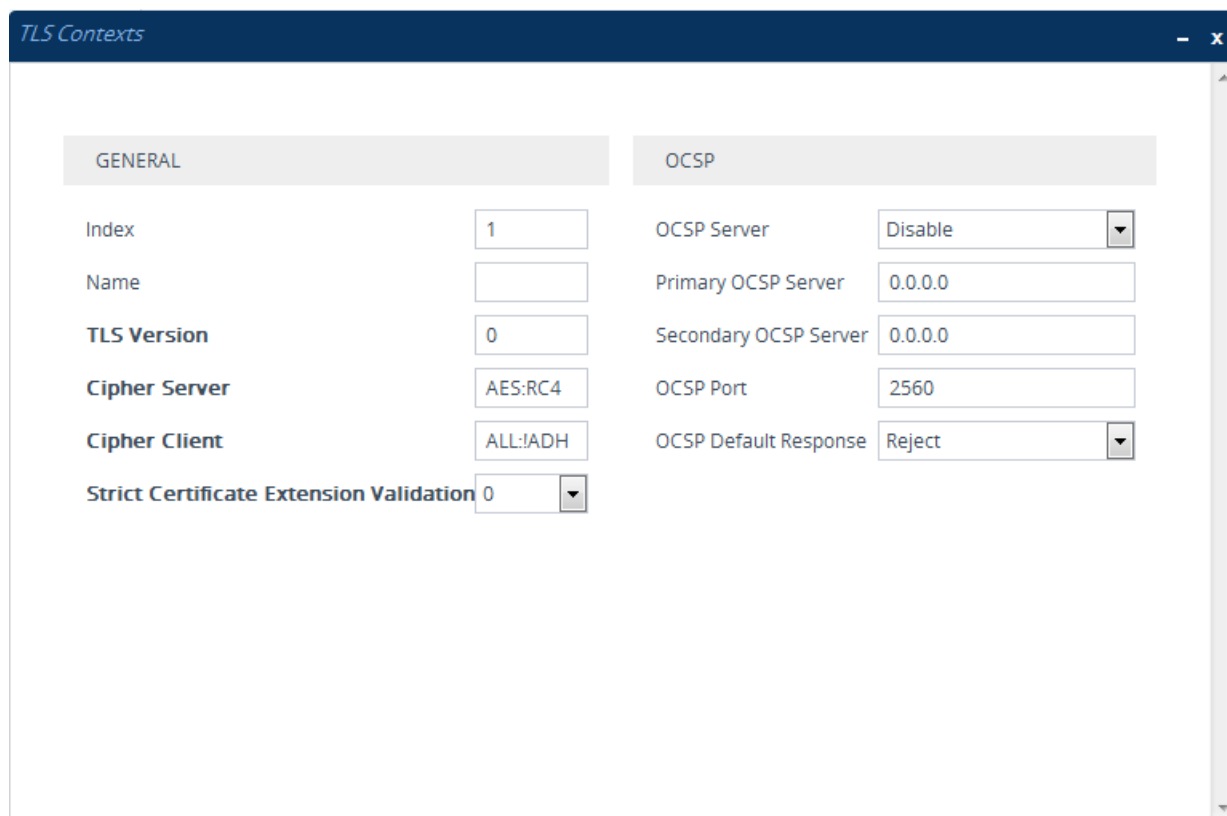 TLS Contexts
– x
GENERAL
Index 1
Name
TLS Version 0
Cipher Server AES:RC4
Cipher Client ALL:!ADH
Strict Certificate Extension Validation 0
OCSP
OCSP Server Disable
Primary OCSP Server 0.0.0.0
Secondary OCSP Server 0.0.0.0
OCSP Port 2560
OCSP Default Response Reject